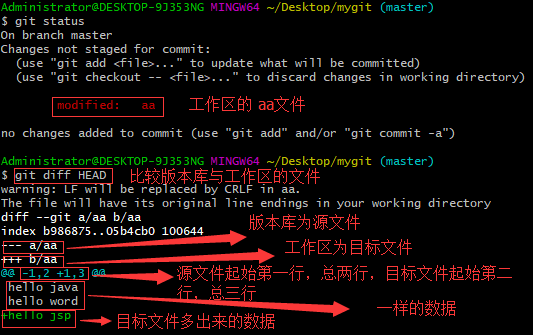 Administrator@DESKTOP-9J353NG MINGW64 ~/Desktop/mygit (master)
$ git status
On branch master
Changes not staged for commit:
(use "git add <file>..." to update what will be committed)
(use "git checkout -- <file>..." to discard changes in working directory)
modified: aa 工作区的 aa文件
no changes added to commit (use "git add" and/or "git commit -a")
Administrator@DESKTOP-9J353NG MINGW64 ~/Desktop/mygit (master)
$ git diff HEAD 比较版本库与工作区的文件
warning: LF will be replaced by CRLF in aa.
The file will have its original line endings in your working directory
diff --git a/aa b/aa
index b986875..05b4cb0 100644
版本库为源文件
--- a/aa
工作区为目标文件
+++ b/aa
@@ -1,2 +1,3 @@ 源文件起始第一行，总两行，目标文件起始第二
行，总三行
hello java
hello word 一样的数据
+hello jsp 目标文件多出来的数据